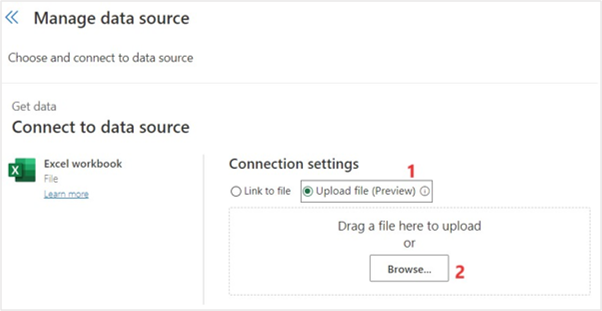 Manage data source
Choose and connect to data source
Get data
Connect to data source
Excel workbook
File
Learn more
Connection settings
1
Link to file
Upload file (Preview)
Drag a file here to upload
or
Browse...
2